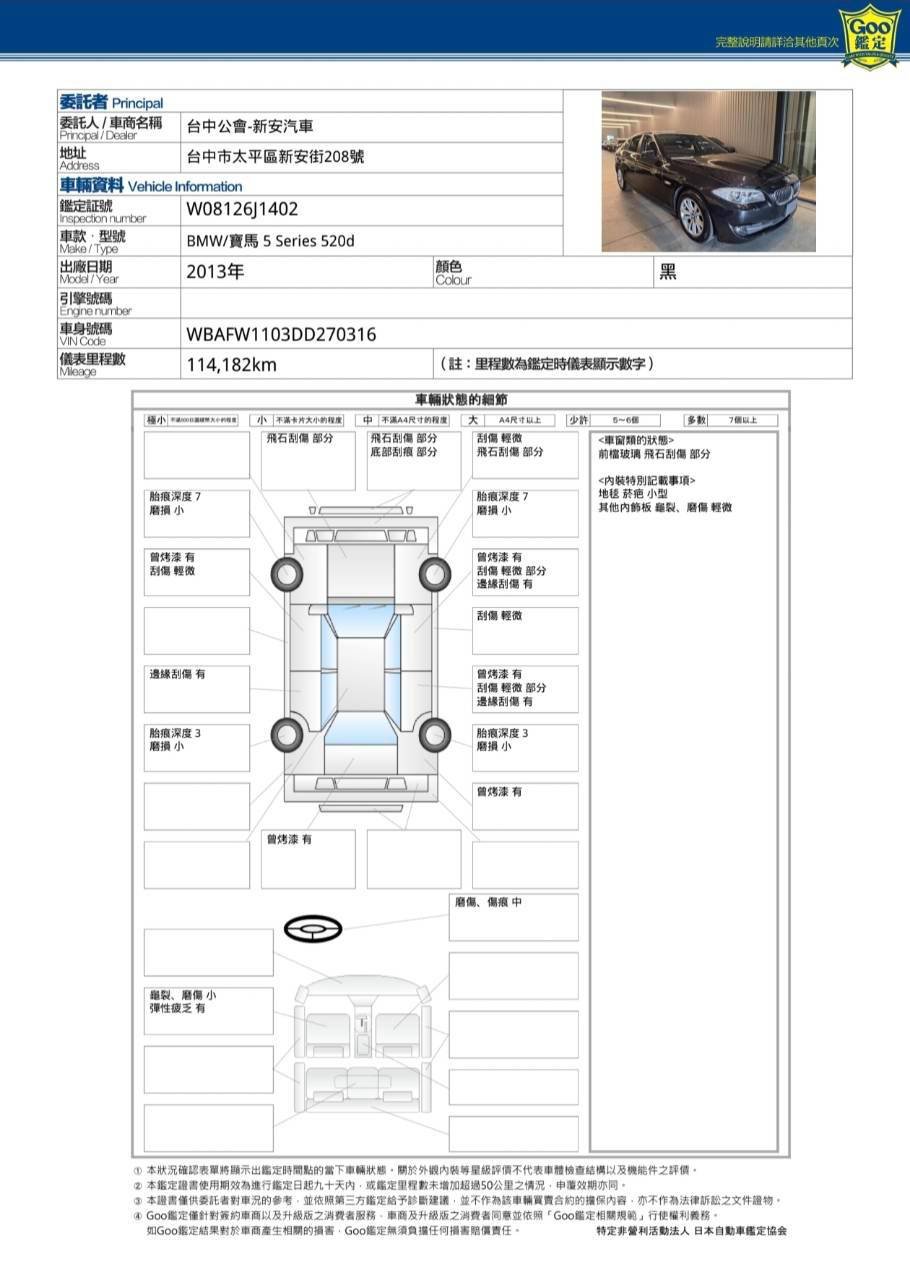 完整說明請詳洽其他頁次
Goo
鑑定
委託者 Principal
委託人/車商名稱
Principal/Dealer
台中公會-新安汽車
地址
Address
台中市太平區新安街208號
車輛資料 Vehicle Information
鑑定証號
Inspection number
W08126J1402
車款‧型號
Make/Type
BMW/寶馬 5 Series 520d
出廠日期
Model/Year
2013年
顏色
Colour
黑
引擎號碼
Engine number
車身號碼
VIN Code
WBAFW1103DD270316
儀表里程數
Mileage
114,182km
(註：里程數為鑑定時儀表顯示數字)
車輛狀態的細節
極小
小 不滿卡片大小的程度
中 不滿A4尺寸的程度
大 A4尺寸以上
少許 5~6個
多數 7個以上
飛石刮傷 部分
飛石刮傷 部分
底部刮痕 部分
刮傷 輕微
飛石刮傷 部分
<車窗類的狀態>
前檔玻璃 飛石刮傷 部分
<內裝特別記載事項>
地毯 菸疤 小型
其他內飾板 龜裂、磨傷 輕微
胎痕深度 7
磨損 小
胎痕深度 7
磨損 小
曾烤漆 有
刮傷 輕微
曾烤漆 有
刮傷 輕微 部分
邊緣刮傷 有
刮傷 輕微
邊緣刮傷 有
曾烤漆 有
刮傷 輕微 部分
邊緣刮傷 有
胎痕深度 3
磨損 小
胎痕深度 3
磨損 小
曾烤漆 有
曾烤漆 有
磨傷、傷痕 中
龜裂、磨傷 小
彈性疲乏 有
① 本狀況確認表單將顯示出鑑定時間點的當下車輛狀態。關於外觀內裝等星級評價不代表車體檢查結構以及機能件之評價。
② 本鑑定證書使用期效為進行鑑定日起九十天內，或鑑定里程數未增加超過50公里之情況，申覆效期亦同。
③ 本證書僅供委託者對車況的參考，並依照第三方鑑定給予診斷建議，並不作為該車輛買賣合約的擔保內容，亦不作為法律訴訟之文件證物。
④ Goo鑑定僅針對簽約車商以及升級版之消費者服務，車商及升級版之消費者同意並依照「Goo鑑定相關規範」行使權利義務。
如Goo鑑定結果對於車商產生相關的損害，Goo鑑定無須負擔任何損害賠償責任。
特定非營利活動法人 日本自動車鑑定協会